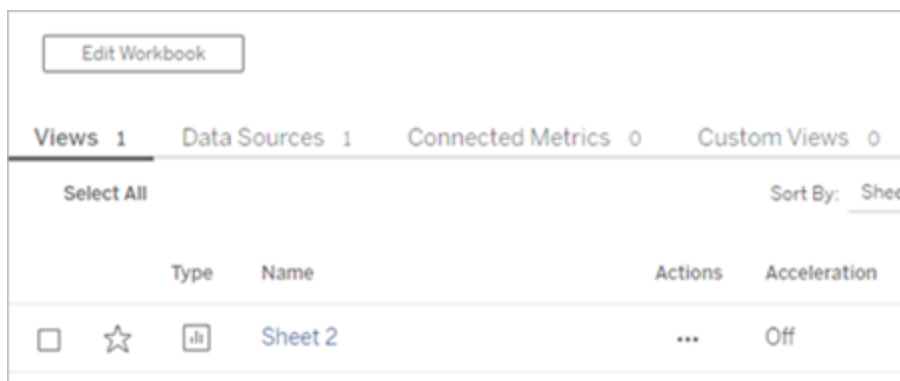 Edit Workbook
Views 1 Data Sources 1 Connected Metrics 0 Custom Views 0
Select All Sort By:
Type Name Actions Acceleration
Sheet 2 ... Off